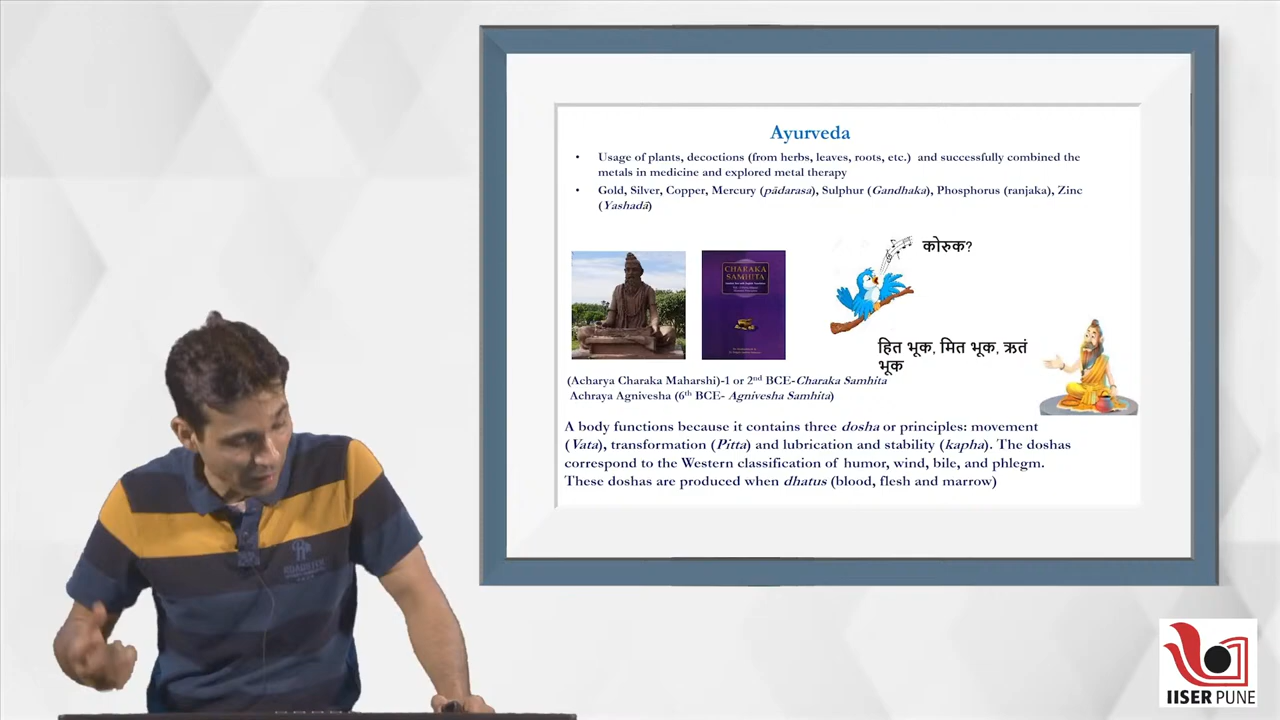 Ayurveda
• Usage of plants, decoctions (from herbs, leaves, roots, etc.) and successfully combined the
metals in medicine and explored metal therapy
• Gold, Silver, Copper, Mercury (pādarasa), Sulphur (Gandhaka), Phosphorus (ranjaka), Zinc
(Yashadā)
कोरुक?
CHARAKA
SAMHITA
हित भूक, मित भूक, ऋतं
भूक
(Acharya Charaka Maharshi)-1 or 2nd BCE-Charaka Samhita
Achraya Agnivesha (6th BCE- Agnivesha Samhita)
A body functions because it contains three dosha or principles: movement
(Vata), transformation (Pitta) and lubrication and stability (kapha). The doshas
correspond to the Western classification of humor, wind, bile, and phlegm.
These doshas are produced when dhatus (blood, flesh and marrow)
IISER PUNE